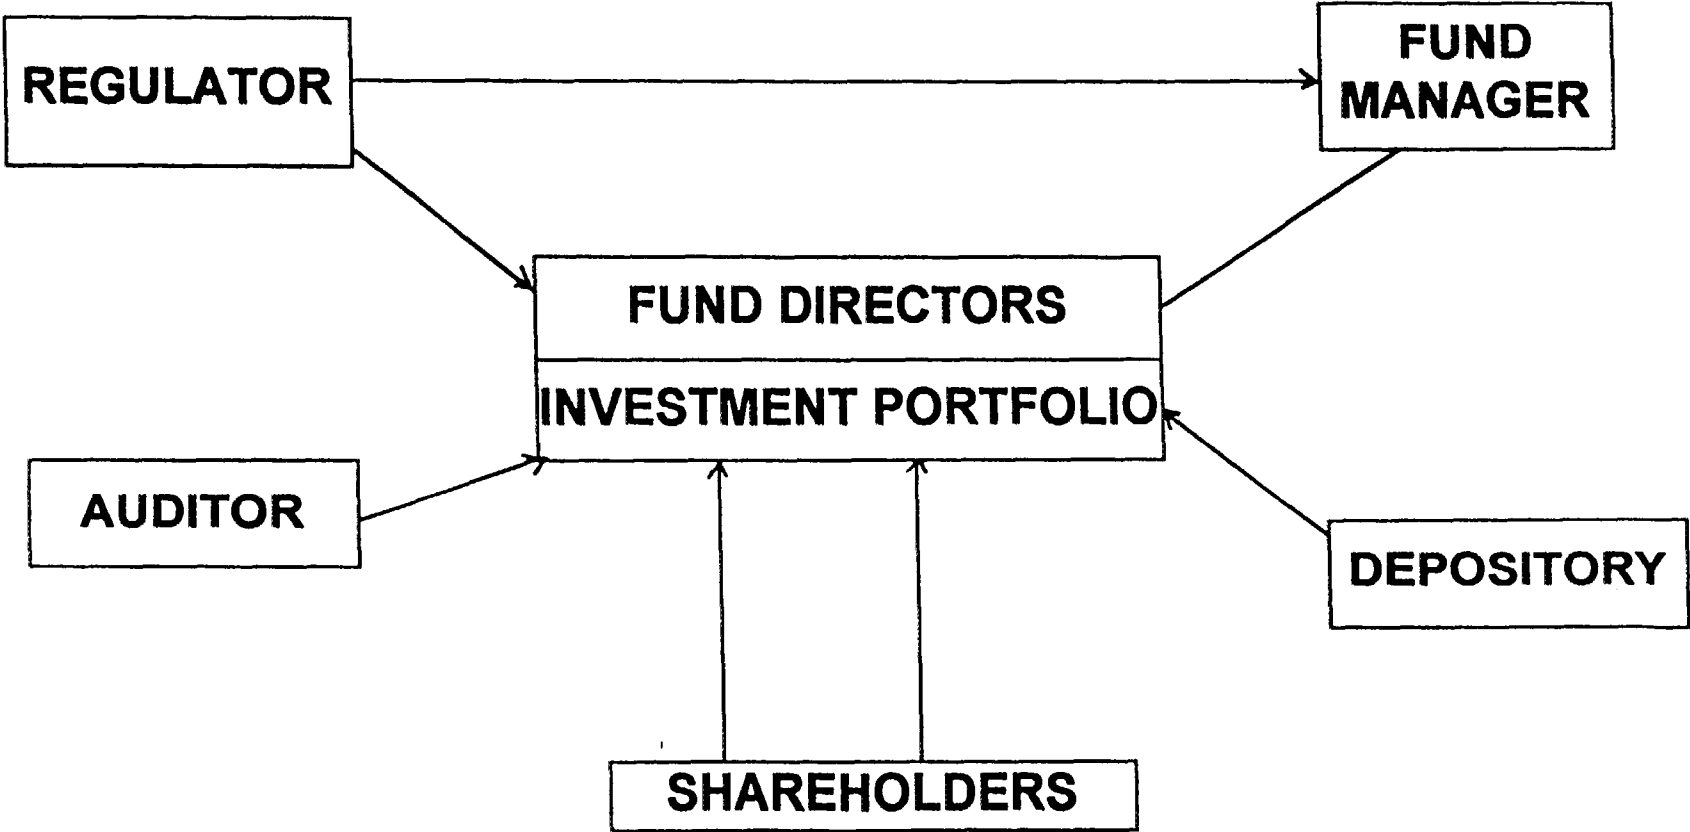 REGULATOR
FUND
MANAGER
FUND DIRECTORS
INVESTMENT PORTFOLIO
AUDITOR
DEPOSITORY
SHAREHOLDERS